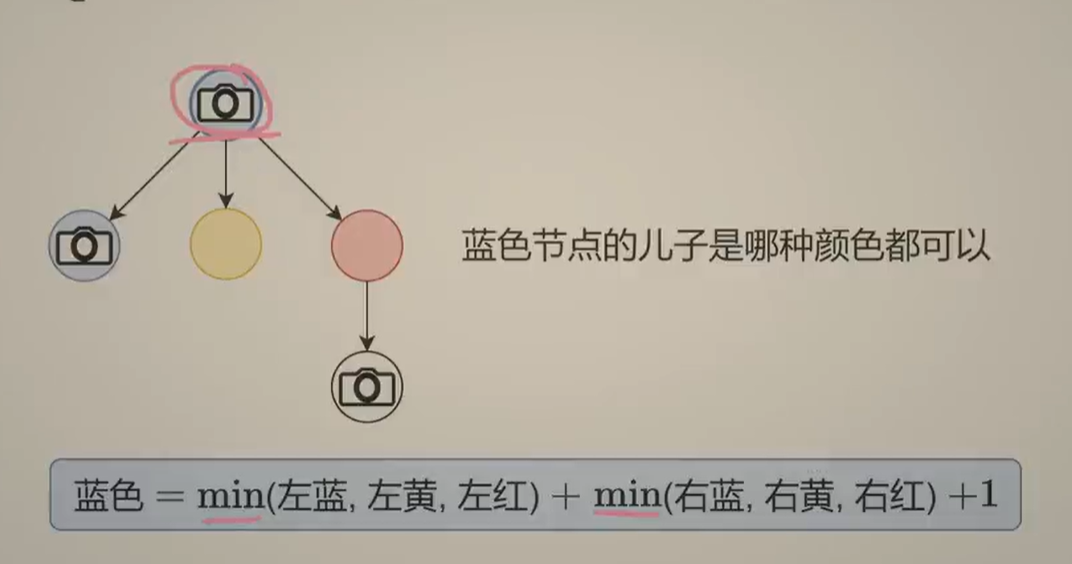 蓝色节点的儿子是哪种颜色都可以
蓝色 = min(左蓝, 左黄, 左红) + min(右蓝, 右黄, 右红) +1